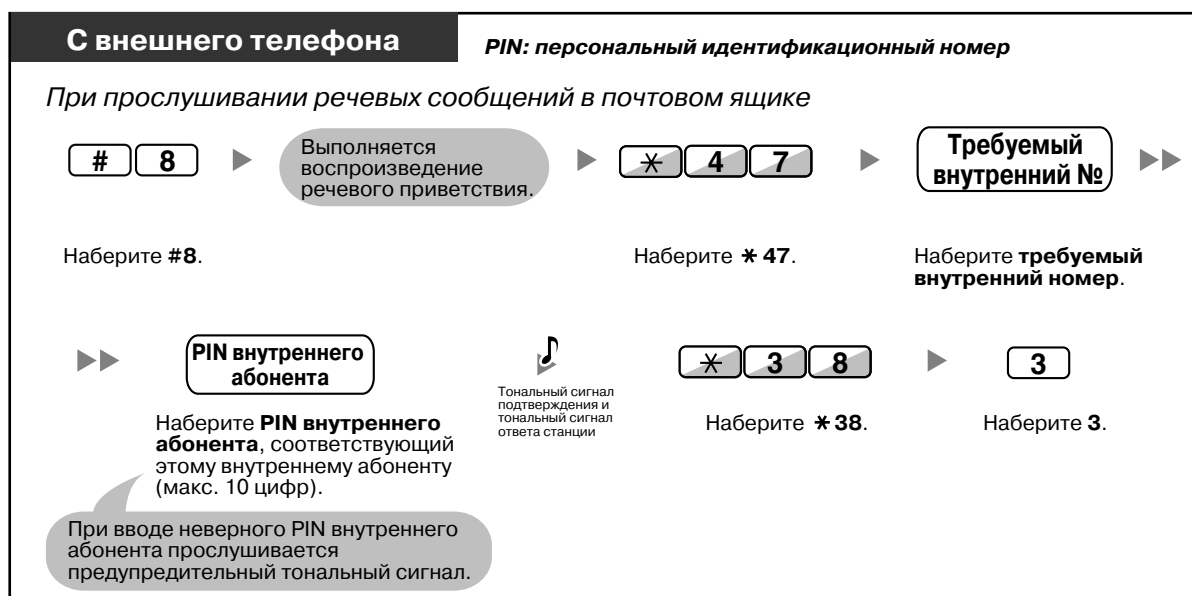 С внешнего телефона
PIN: персональный идентификационный номер
При прослушивании речевых сообщений в почтовом ящике
# 8
Выполняется
воспроизведение
речевого приветствия.
* 4 7
Требуемый
внутренний №
Наберите #8.
Наберите * 47.
Наберите требуемый
внутренний номер.
PIN внутреннего
абонента
Тональный сигнал
подтверждения и
тональный сигнал
ответа станции
* 3 8
3
Наберите PIN внутреннего
абонента, соответствующий
этому внутреннему абоненту
(макс. 10 цифр).
Наберите *38.
Наберите 3.
При вводе неверного PIN внутреннего
абонента прослушивается
предупредительный тональный сигнал.